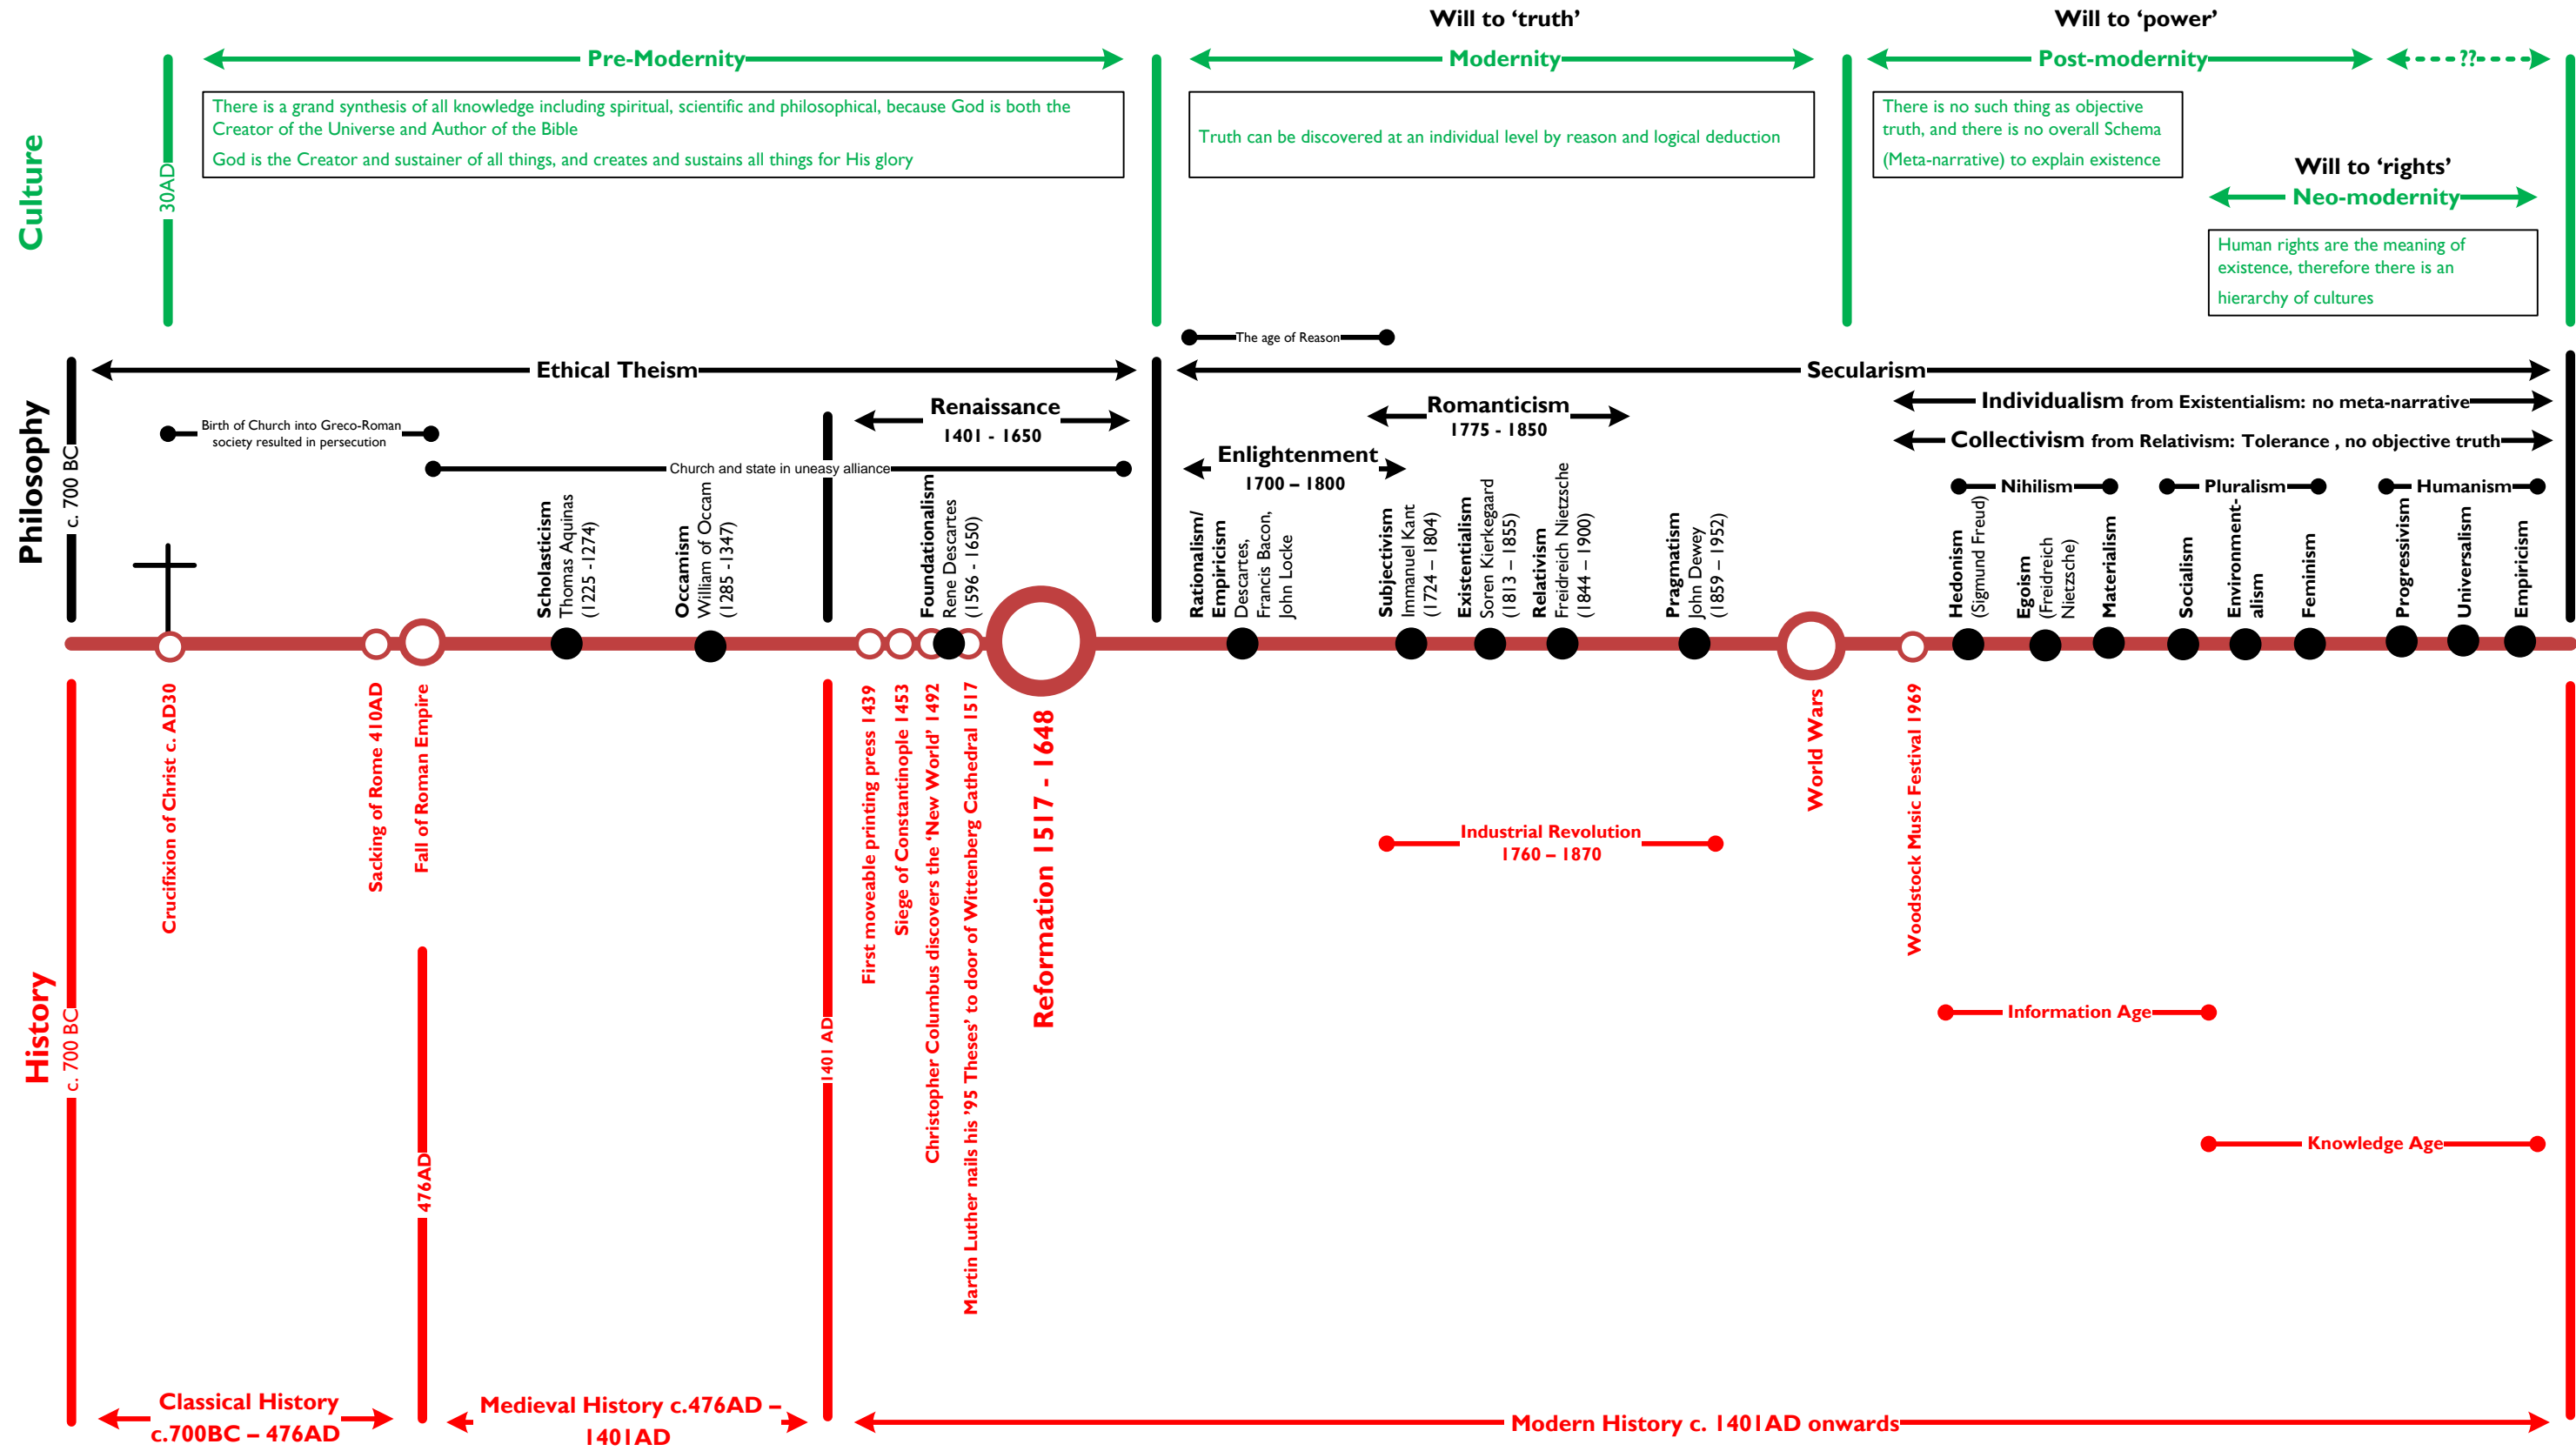 Will to ‘truth’
Will to ‘power’
Pre-Modernity
Modernity
Post-modernity
??
Culture
30AD
There is a grand synthesis of all knowledge including spiritual, scientific and philosophical, because God is both the
Creator of the Universe and Author of the Bible
God is the Creator and sustainer of all things, and creates and sustains all things for His glory
Truth can be discovered at an individual level by reason and logical deduction
There is no such thing as objective
truth, and there is no overall Schema
(Meta-narrative) to explain existence
Will to ‘rights’
Neo-modernity
Human rights are the meaning of
existence, therefore there is an
hierarchy of cultures
The age of Reason
Philosophy
c. 700 BC
Ethical Theism
Secularism
Birth of Church into Greco-Roman
society resulted in persecution
Renaissance
1401 - 1650
Church and state in uneasy alliance
Romanticism
1775 - 1850
Enlightenment
1700 – 1800
Individualism from Existentialism: no meta-narrative
Collectivism from Relativism: Tolerance , no objective truth
Nihilism
Pluralism
Humanism
Scholasticism
Thomas Aquinas
(1225 -1274)
Occamism
William of Occam
(1285 -1347)
Foundationalism
Rene Descartes
(1596 - 1650)
Rationalism/
Empiricism
Descartes,
Francis Bacon,
John Locke
Subjectivism
Immanuel Kant
(1724 – 1804)
Existentialism
Soren Kierkegaard
(1813 – 1855)
Relativism
Freidreich Nietzsche
(1844 – 1900)
Pragmatism
John Dewey
(1859 – 1952)
Hedonism
(Sigmund Freud)
Egoism
(Freidreich
Nietzsche)
Materialism
Socialism
Environment-
alism
Feminism
Progressivism
Universalism
Empiricism
History
c. 700 BC
Crucifixion of Christ c. AD30
Sacking of Rome 410AD
Fall of Roman Empire
476AD
1401 AD
First moveable printing press 1439
Siege of Constantinople 1453
Christopher Columbus discovers the ‘New World’ 1492
Martin Luther nails his ’95 Theses’ to door of Wittenberg Cathedral 1517
Reformation 1517 - 1648
Industrial Revolution
1760 – 1870
World Wars
Woodstock Music Festival 1969
Information Age
Knowledge Age
Classical History
c.700BC – 476AD
Medieval History c.476AD –
1401AD
Modern History c. 1401AD onwards